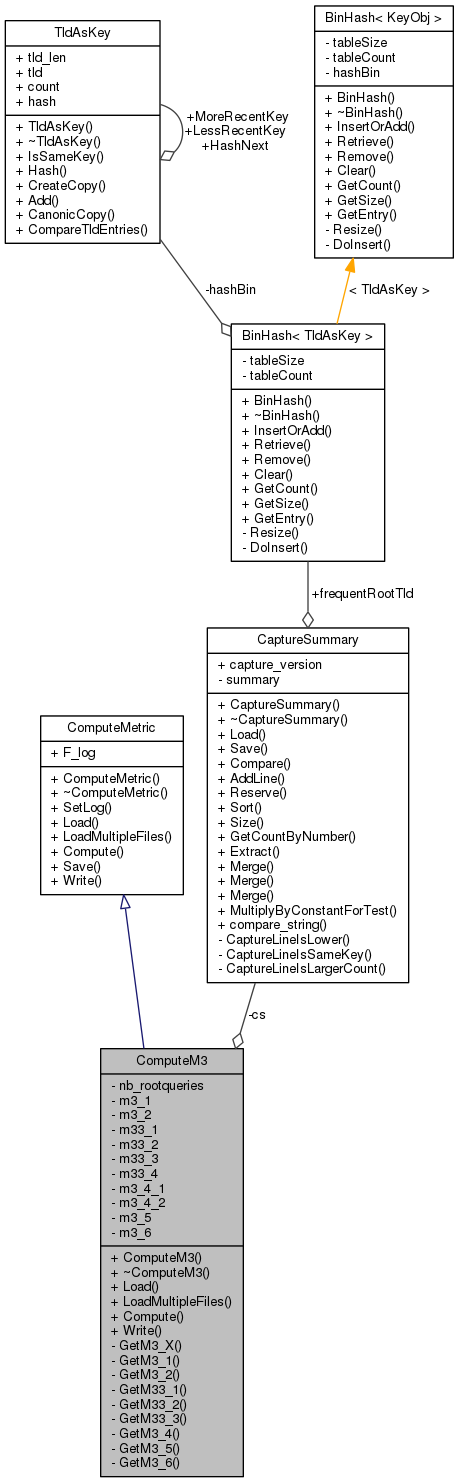 TldAsKey
+ tld_len
+ tld
+ count
+ hash
+ TldAsKey()
+ ~TldAsKey()
+ IsSameKey()
+ Hash()
+ CreateCopy()
+ Add()
+ CanonicCopy()
+ CompareTldEntries()
+MoreRecentKey
+LessRecentKey
+HashNext
BinHash< KeyObj >
- tableSize
- tableCount
- hashBin
+ BinHash()
+ ~BinHash()
+ InsertOrAdd()
+ Retrieve()
+ Remove()
+ Clear()
+ GetCount()
+ GetSize()
+ GetEntry()
- Resize()
- DoInsert()
-hashBin
< TldAsKey >
BinHash< TldAsKey >
- tableSize
- tableCount
+ BinHash()
+ ~BinHash()
+ InsertOrAdd()
+ Retrieve()
+ Remove()
+ Clear()
+ GetCount()
+ GetSize()
+ GetEntry()
- Resize()
- DoInsert()
+frequentRootTld
CaptureSummary
+ capture_version
- summary
+ CaptureSummary()
+ ~CaptureSummary()
+ Load()
+ Save()
+ Compare()
+ AddLine()
+ Reserve()
+ Sort()
+ Size()
+ GetCountByNumber()
+ Extract()
+ Merge()
+ Merge()
+ Merge()
+ MultiplyByConstantForTest()
+ compare_string()
- CaptureLineIsLower()
- CaptureLineIsSameKey()
- CaptureLineIsLargerCount()
ComputeMetric
+ F_log
+ ComputeMetric()
+ ~ComputeMetric()
+ SetLog()
+ Load()
+ LoadMultipleFiles()
+ Compute()
+ Save()
+ Write()
-cs
ComputeM3
- nb_rootqueries
- m3_1
- m3_2
- m33_1
- m33_2
- m33_3
- m33_4
- m3_4_1
- m3_4_2
- m3_5
- m3_6
+ ComputeM3()
+ ~ComputeM3()
+ Load()
+ LoadMultipleFiles()
+ Compute()
+ Write()
- GetM3_X()
- GetM3_1()
- GetM3_2()
- GetM33_1()
- GetM33_2()
- GetM33_3()
- GetM3_4()
- GetM3_5()
- GetM3_6()